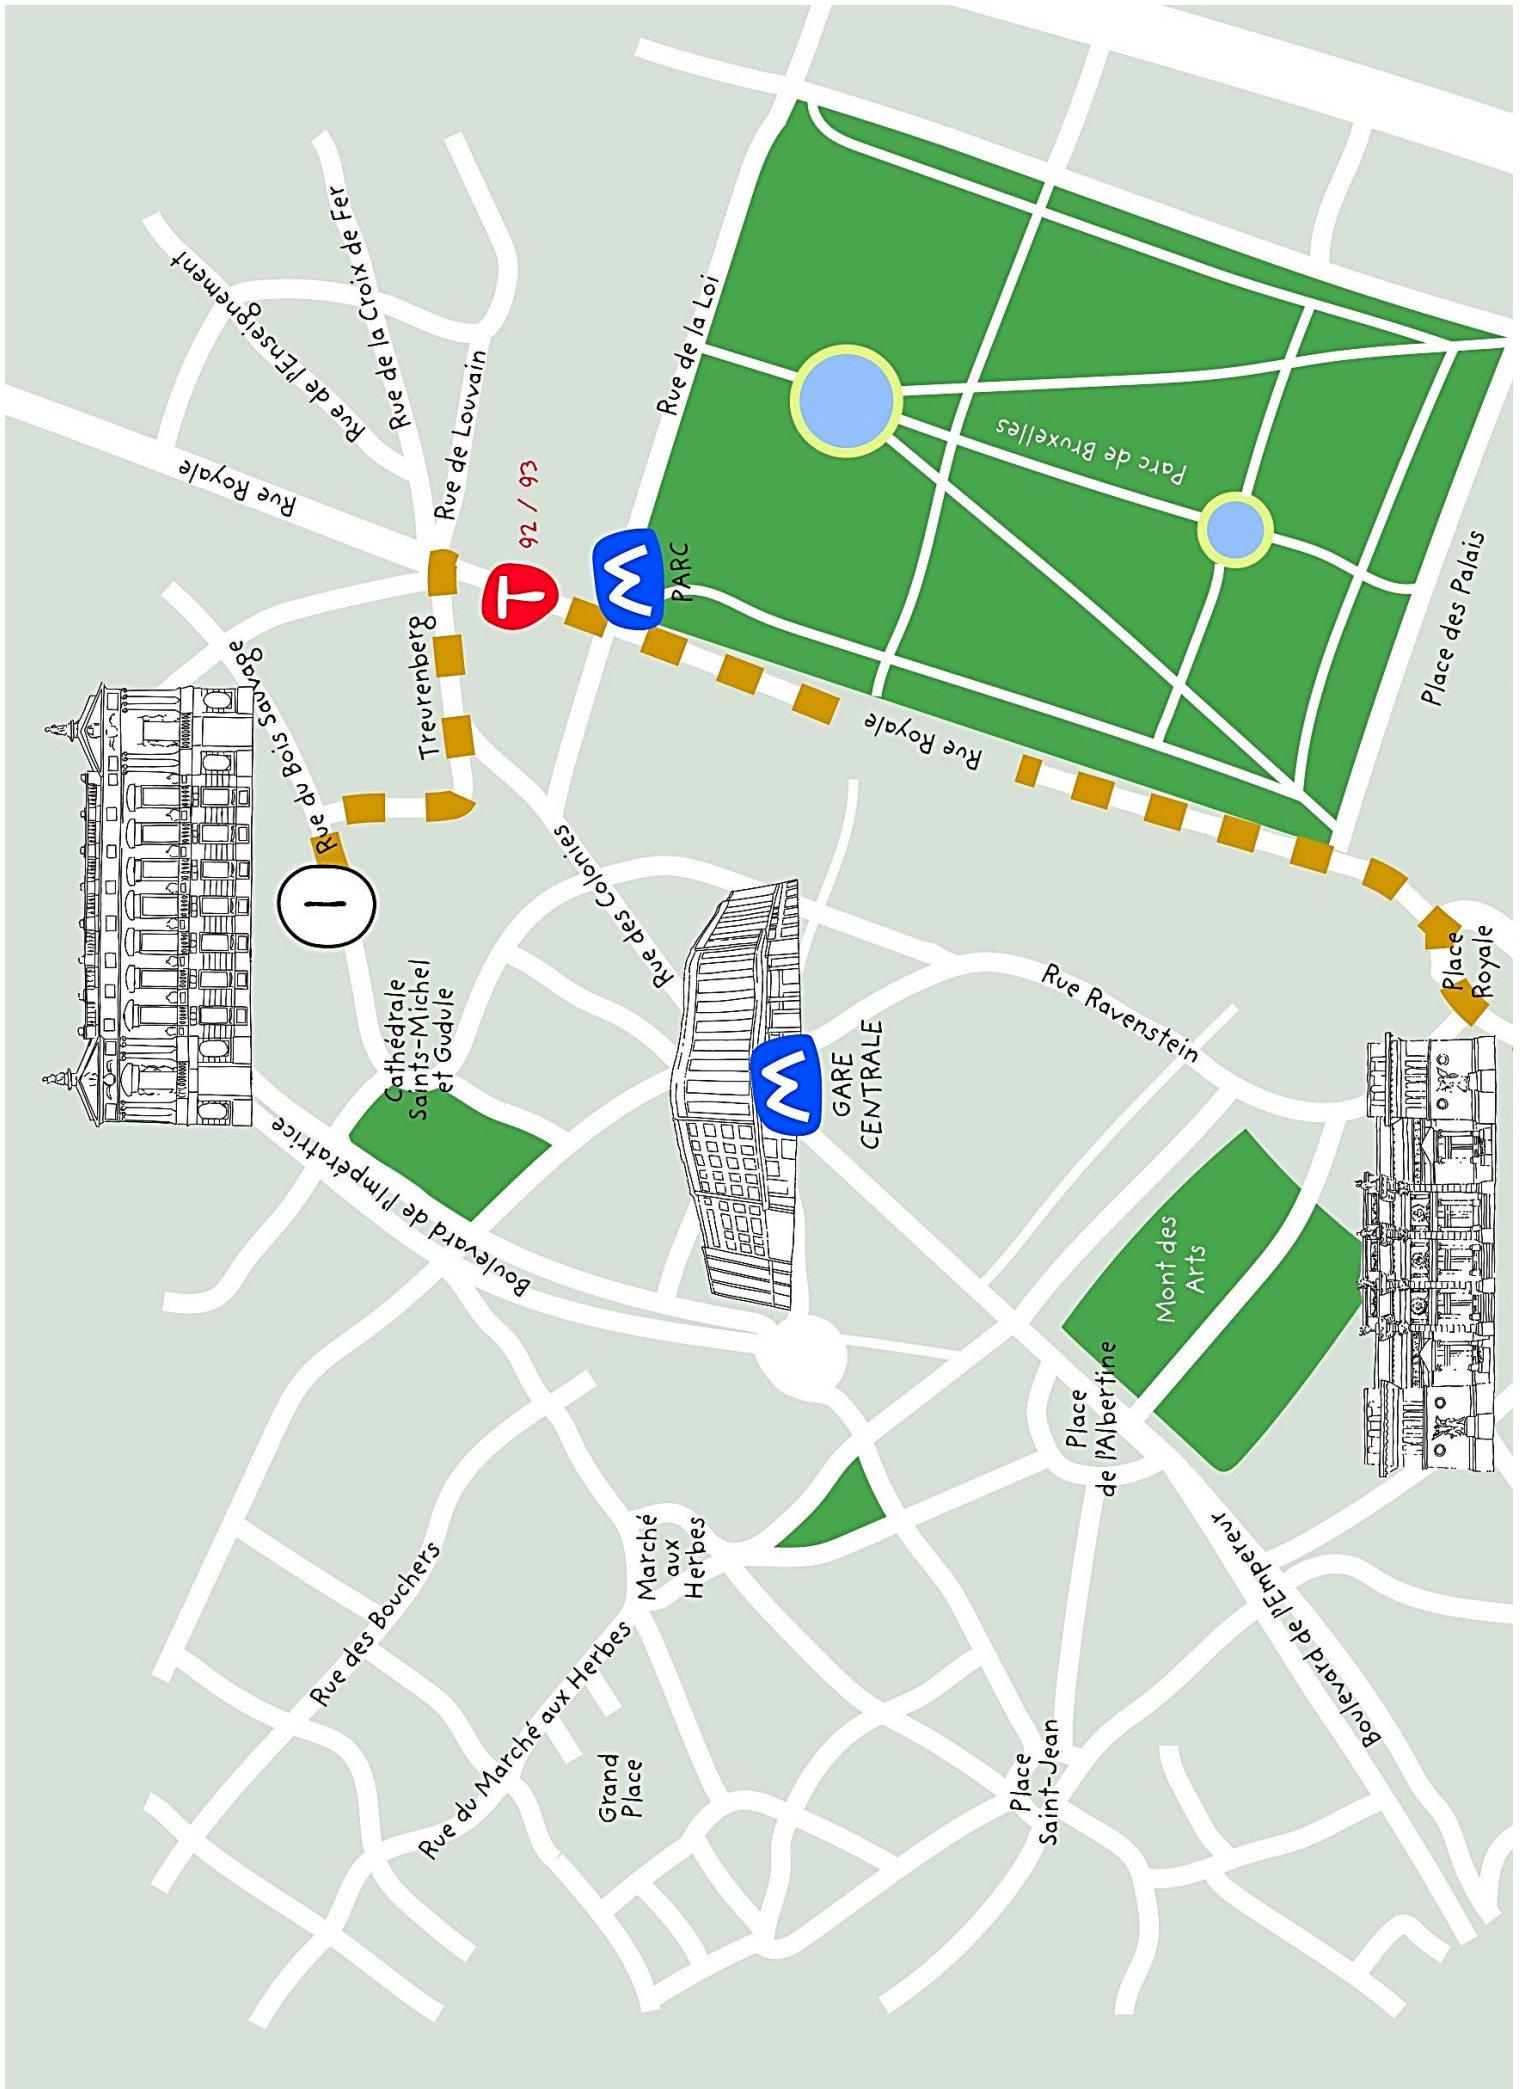 Rue de l'Enseignement
Rue de la Croix de Fer
Rue de Louvain
Rue Royale
92 / 93
T
M
PARC
Rue de la Loi
Parc de Bruxelles
Place des Palais
Treurenberg
Rue du Bois Sauvage
1
Rue Royale
Rue des Colonies
Cathédrale
Saints-Michel
et Gudule
M
GARE
CENTRALE
Rue Ravenstein
Place
Royale
Boulevard de l'Impératrice
Mont des
Arts
Place
de l'Albertine
Marché
aux
Herbes
Rue des Bouchers
Rue du Marché aux Herbes
Grand
Place
Place
Saint-Jean
Boulevard de l'Empereur